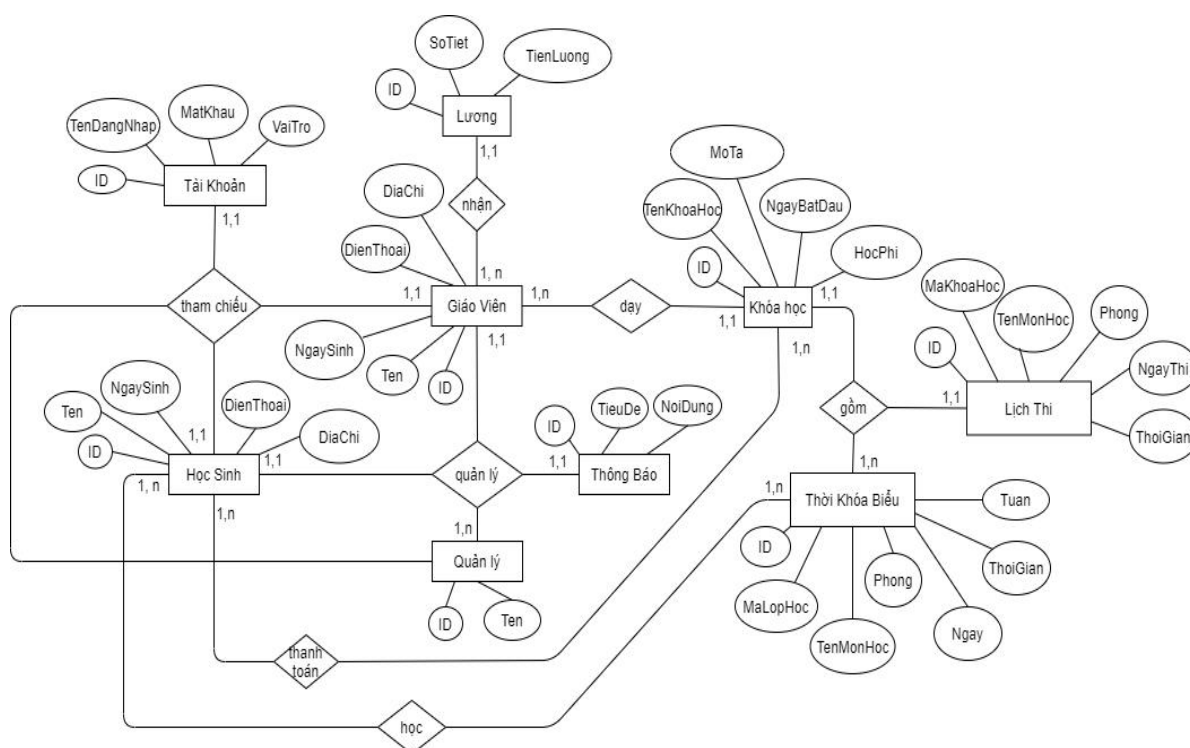 SoTiet
TienLuong
ID
Lương
1,1
nhận
1, n
MatKhau
TenDangNhap
VaiTro
ID
Tài Khoản
1,1
tham chiếu
DiaChi
DienThoai
1,1
Giáo Viên
1,n
1,1
NgaySinh
Ten
ID
dạy
MoTa
TenKhoaHoc
NgayBatDau
ID
HocPhi
Khóa học
1,1
1,1
1,n
MaKhoaHoc
TenMonHoc
Phong
ID
NgayThi
Lịch Thi
1,1
ThoiGian
gồm
1,n
NgaySinh
Ten
DienThoai
ID
DiaChi
1,1
1,1
Học Sinh
1, n
1,n
quản lý
TieuDe
NoiDung
ID
1,1
Thông Báo
1,n
Quản lý
ID
Ten
1,n
Thời Khóa Biểu
Tuan
ID
ThoiGian
Phong
MaLopHoc
Ngay
TenMonHoc
thanh
toán
học